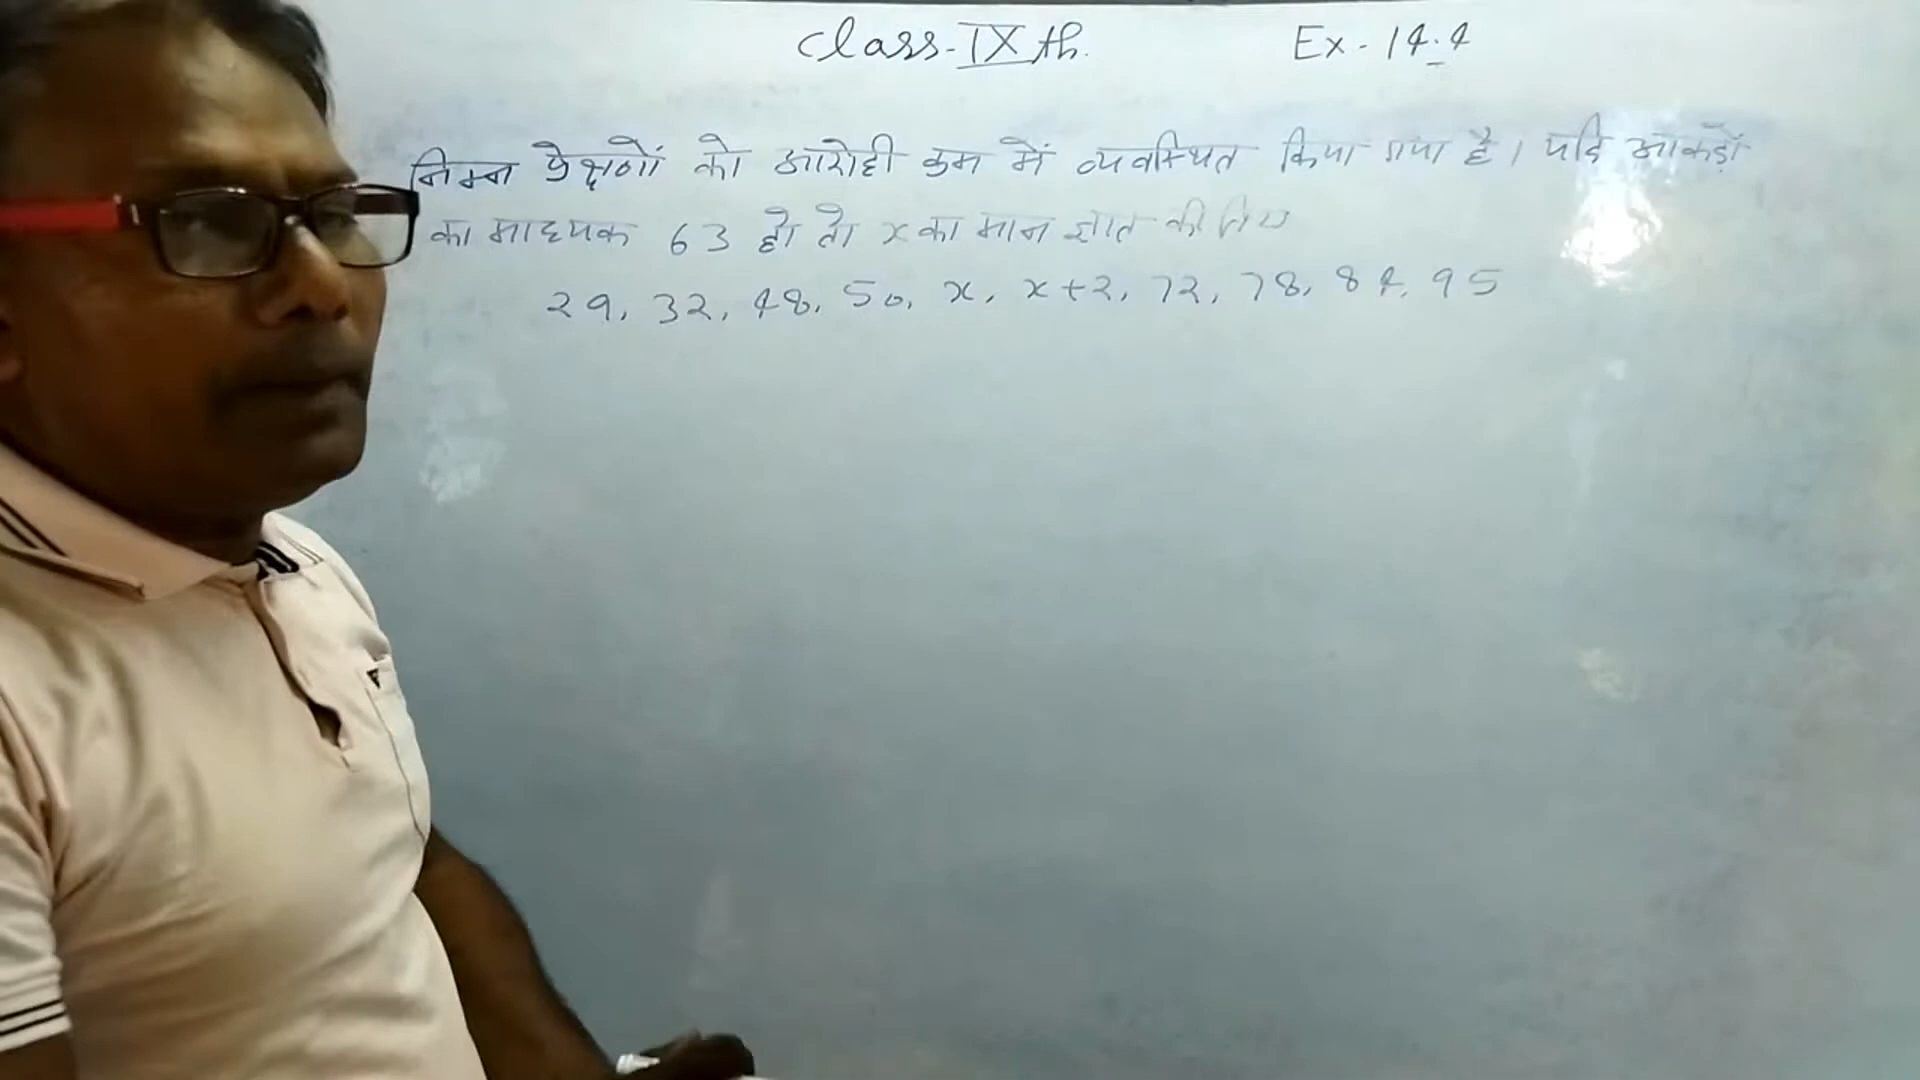 Class-IXth. Ex-14.4
निम्न प्रेक्षणों को आरोही क्रम में व्यवस्थित किया गया है। यदि आकड़ों
का माध्यक 63 हो तो x का मान ज्ञात कीजिए
29, 32, 48, 50, x, x+2, 72, 78, 84, 95